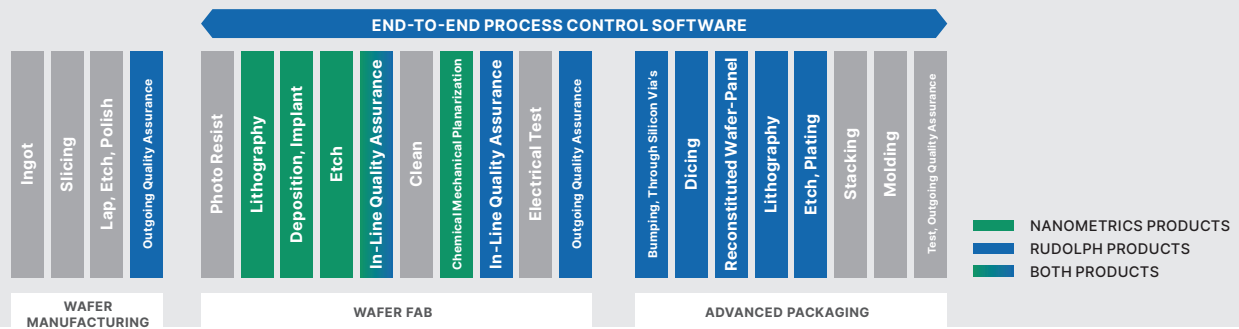 END-TO-END PROCESS CONTROL SOFTWARE
Ingot
Slicing
Lap, Etch, Polish
Outgoing Quality Assurance
Photo Resist
Lithography
Deposition, Implant
Etch
In-Line Quality Assurance
Clean
Chemical Mechanical Planarization
In-Line Quality Assurance
Electrical Test
Outgoing Quality Assurance
Bumping, Through Silicon Via's
Dicing
Reconstituted Wafer-Panel
Lithography
Etch, Plating
Stacking
Molding
Test, Outgoing Quality Assurance
NANOMETRICS PRODUCTS
RUDOLPH PRODUCTS
BOTH PRODUCTS
WAFER
MANUFACTURING
WAFER FAB
ADVANCED PACKAGING